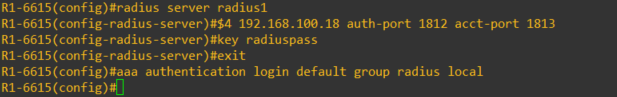 R1-6615(config)#radius server radius1
R1-6615(config-radius-server)#$4 192.168.100.18 auth-port 1812 acct-port 1813
R1-6615(config-radius-server)#key radiuspass
R1-6615(config-radius-server)#exit
R1-6615(config)#aaa authentication login default group radius local
R1-6615(config)#